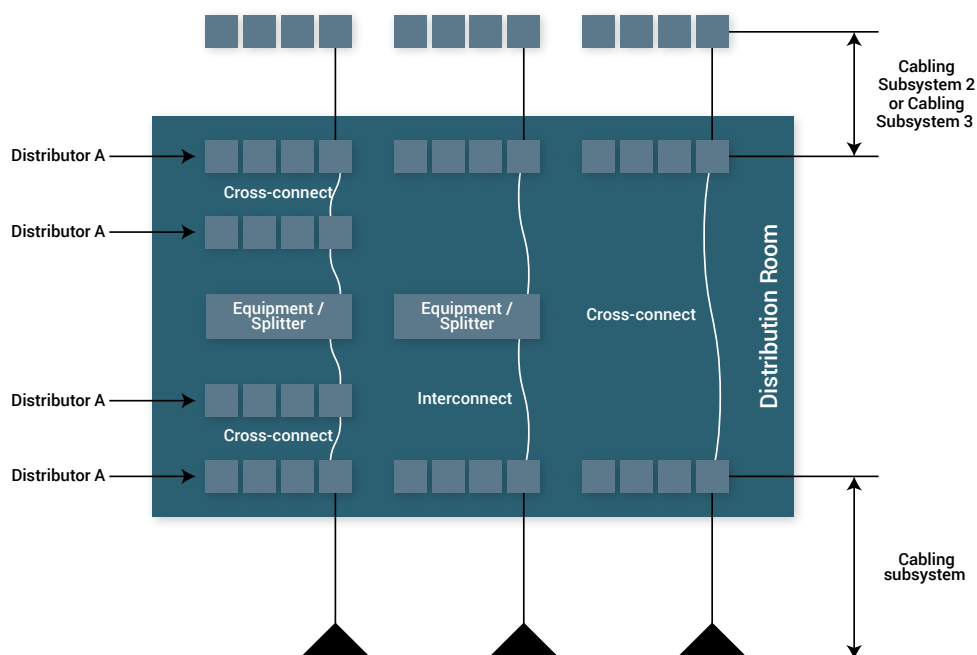 Cabling
Subsystem 2
or Cabling
Subsystem 3
Distributor A
Cross-connect
Distributor A
Equipment /
Splitter
Equipment /
Splitter
Cross-connect
Distribution Room
Distributor A
Interconnect
Cross-connect
Distributor A
Cabling
subsystem